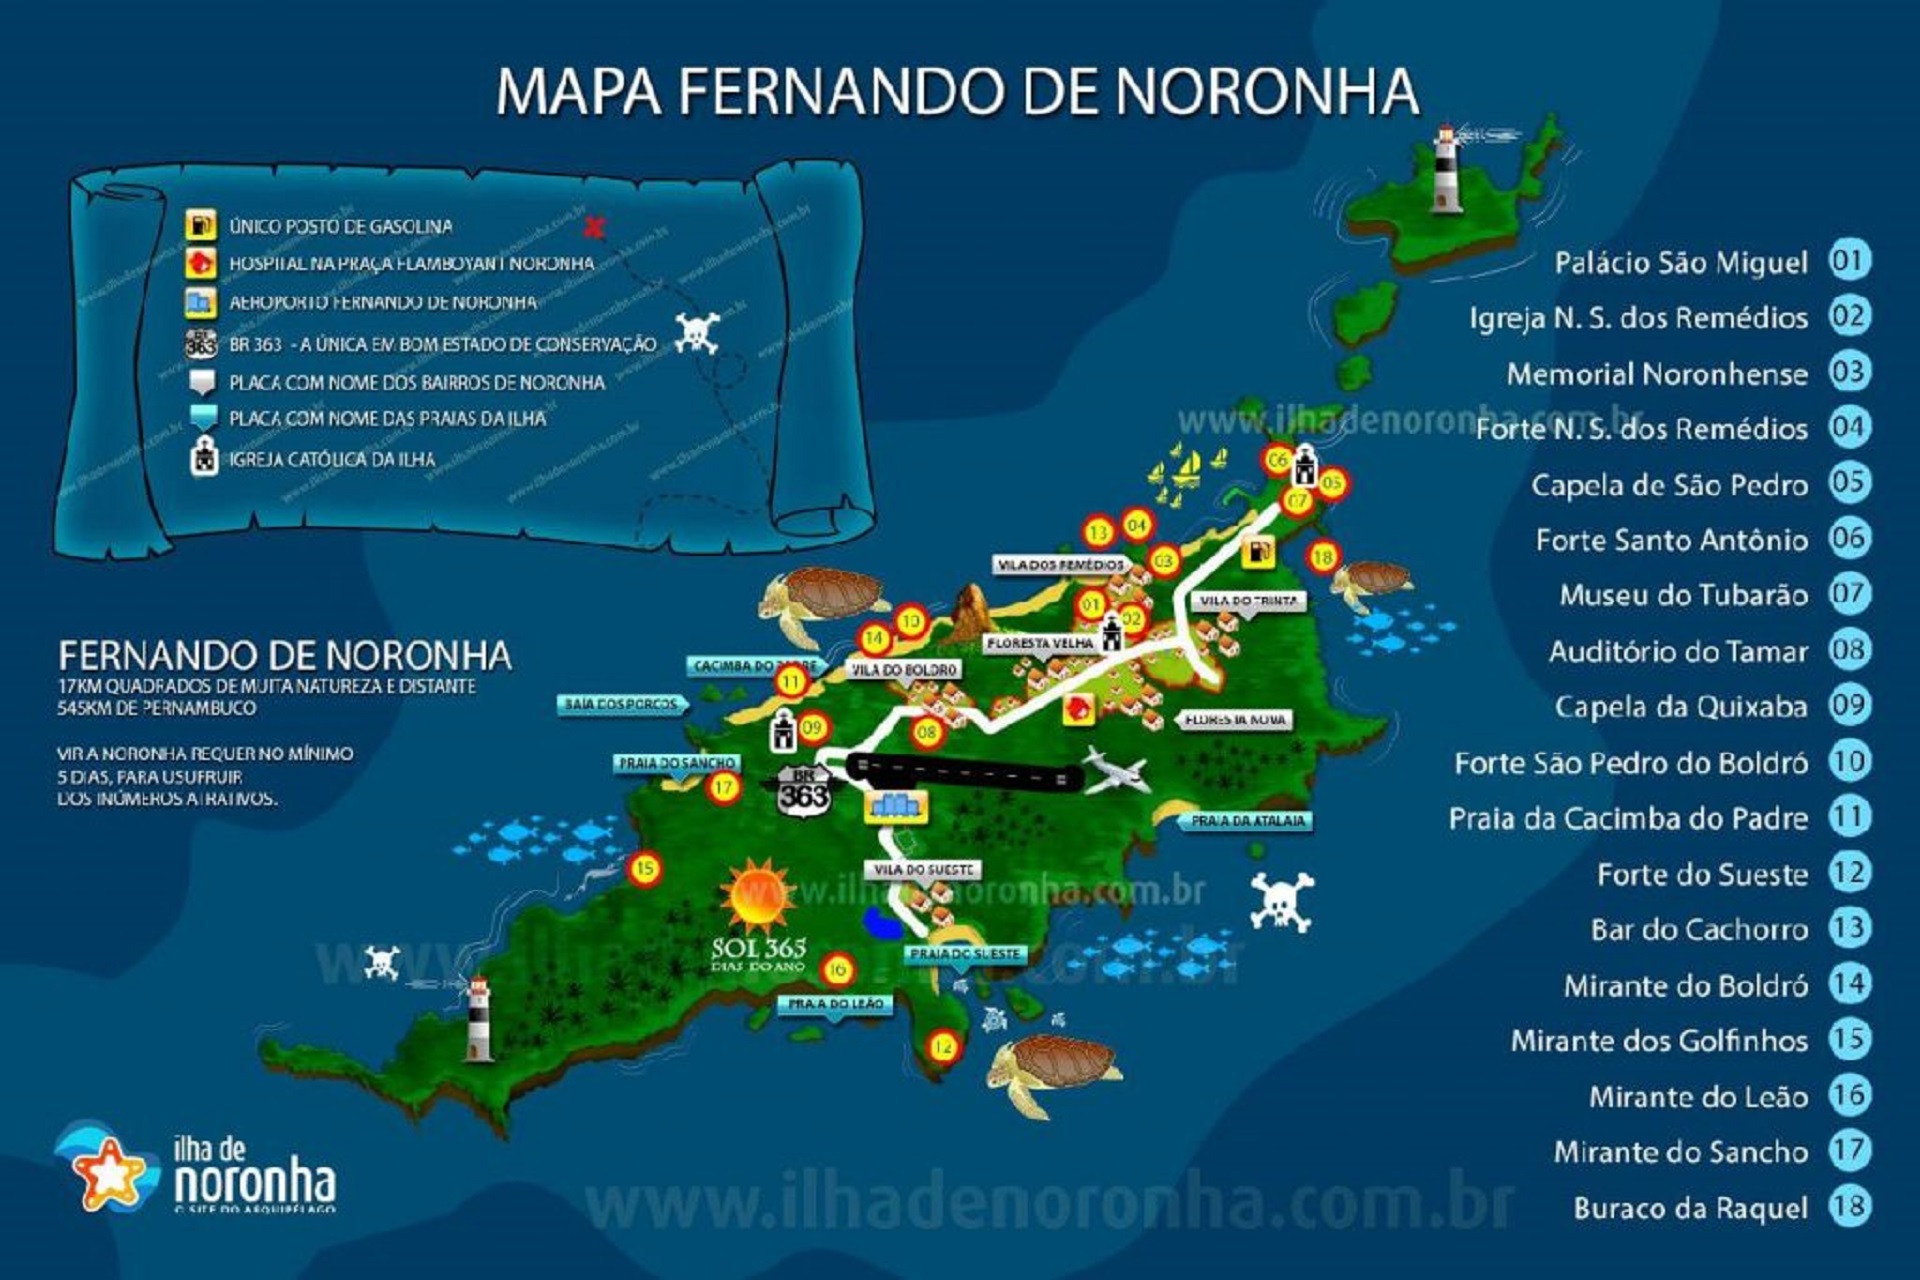 MAPA FERNANDO DE NORONHA
ÚNICO POSTO DE GASOLINA
HOSPITAL NA PRAÇA FLAMBOYANT NORONHA
AEROPORTO FERNANDO DE NORONHA
BR 363 - A ÚNICA EM BOM ESTADO DE CONSERVAÇÃO
363
PLACA COM NOME DOS BAIRROS DE NORONHA
PLACA COM NOME DAS PRAIAS DA ILHA
IGREJA CATÓLICA DA ILHA
FERNANDO DE NORONHA
17KM QUADRADOS DE MUITA NATUREZA E DISTANTE
545KM DE PERNAMBUCO
VIR A NORONHA REQUER NO MÍNIMO
5 DIAS, PARA USUFRUIR
DOS INÚMEROS ATRATIVOS.
Palácio São Miguel 01
Igreja N. S. dos Remédios 02
Memorial Noronhense 03
Forte N. S. dos Remédios 04
Capela de São Pedro 05
Forte Santo Antônio 06
Museu do Tubarão 07
Auditório do Tamar 08
Capela da Quixaba 09
Forte São Pedro do Boldró 10
Praia da Cacimba do Padre 11
Forte do Sueste 12
Bar do Cachorro 13
Mirante do Boldró 14
Mirante dos Golfinhos 15
Mirante do Leão 16
Mirante do Sancho 17
Buraco da Raquel 18
www.ilhadenoronha.com.br
06
05
07
04
13
03
18
VILA DOS REMÉDIOS
01
02
VILA DO TRINTA
10
14
FLORESTA VELHA
CACIMBA DO PADRE
VILA DO BOLDRÓ
11
BAÍA DOS PORCOS
FLORESTA NOVA
09
08
PRAIA DO SANCHO
17
BR
363
PRAIA DA ATALAIA
15
VILA DO SUESTE
www.ilhadenoronha.com.br
SOL 365
DIAS DO ANO
PRAIA DO SUESTE
16
PRAIA DO LEÃO
12
ilha de
noronha
O SITE DO ARQUIPÉLAGO
www.ilhadenoronha.com.br